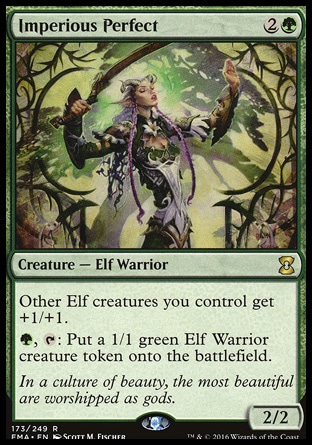 Imperious Perfect 2
Creature — Elf Warrior
Other Elf creatures you control get
+1/+1.
, : Put a 1/1 green Elf Warrior
creature token onto the battlefield.
In a culture of beauty, the most beautiful
are worshipped as gods.
2/2
173/249 R
EMA • EN Scott M. Fischer
™ & © 2016 Wizards of the Coast